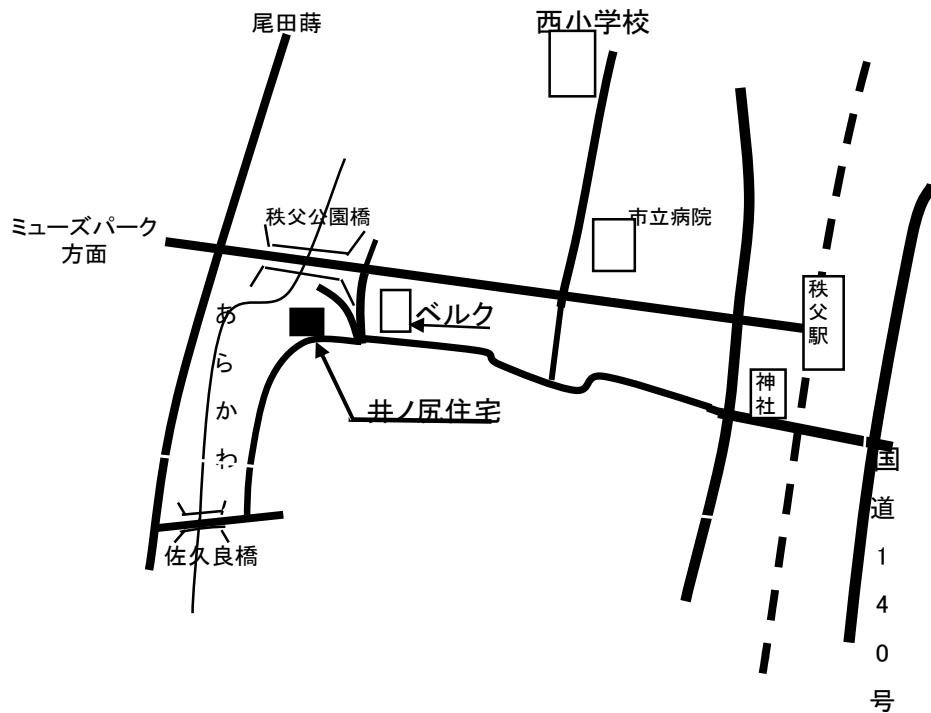 尾田蒔
西小学校
ミューズパーク
方面
秩父公園橋
市立病院
秩父駅
あらかわ
ベルク
神社
井ノ尻住宅
国道140号
佐久良橋